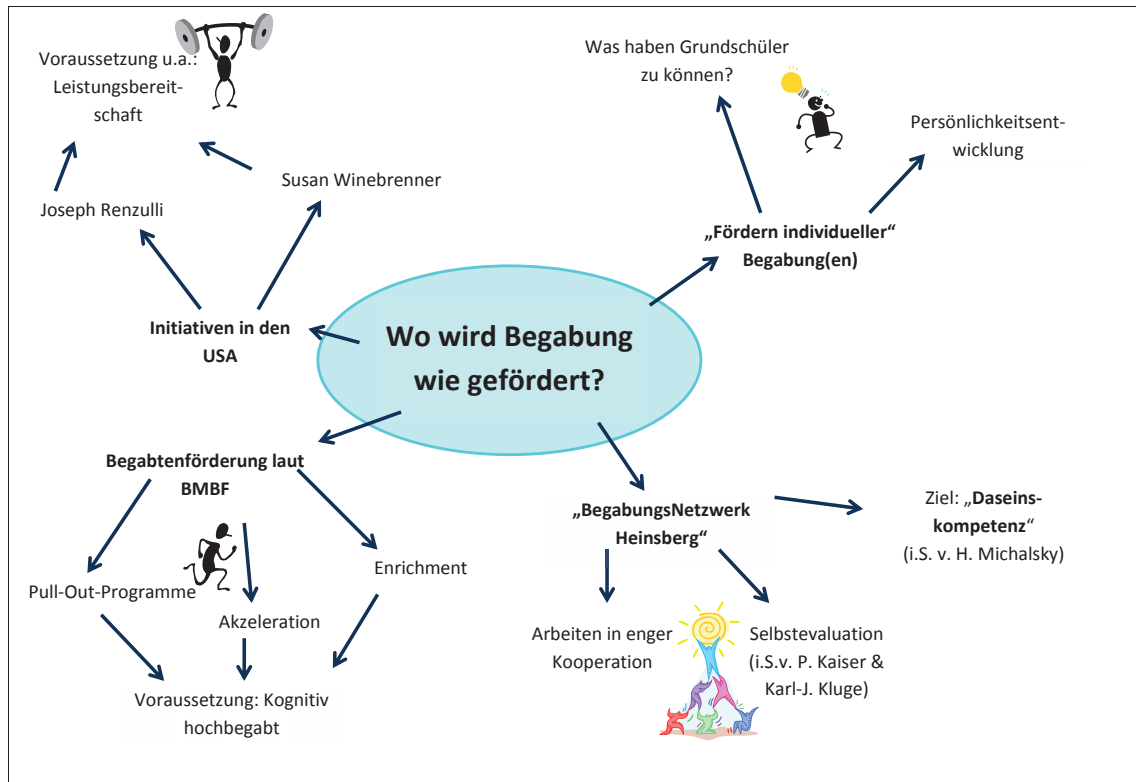 Voraussetzung u.a.:
Leistungsbereit-
schaft
Joseph Renzulli
Susan Winebrenner
Initiativen in den
USA
Was haben Grundschüler
zu können?
Persönlichkeitsent-
wicklung
„Fördern individueller“
Begabung(en)
Wo wird Begabung
wie gefördert?
Begabtenförderung laut
BMBF
Pull-Out-Programme
Akzeleration
Enrichment
Voraussetzung: Kognitiv
hochbegabt
„BegabungsNetzwerk
Heinsberg“
Ziel: „Daseins-
kompetenz“
(i.S. v. H. Michalsky)
Arbeiten in enger
Kooperation
Selbstevaluation
(i.S.v. P. Kaiser &
Karl-J. Kluge)